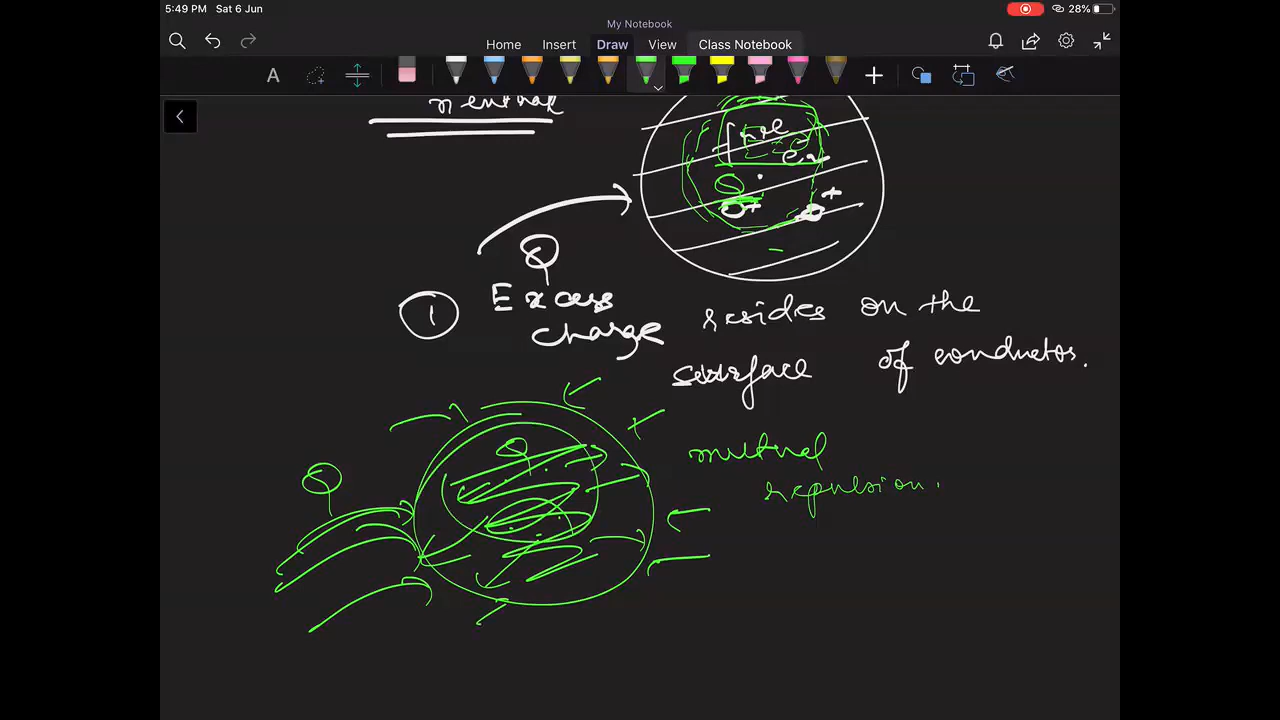 5:49 PM Sat 6 Jun
28%
My Notebook
Home Insert Draw View Class Notebook
A
neutral
+ +
Q
① Excess resides on the
charge
surface of conductor.
Q
mutual
Q
repulsion.